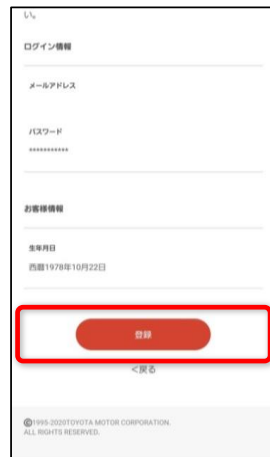 い。
ログイン情報
メールアドレス
パスワード
***********
お客様情報
生年月日
西暦1978年10月22日
登録
<戻る
©1995-2020TOYOTA MOTOR CORPORATION.
ALL RIGHTS RESERVED.